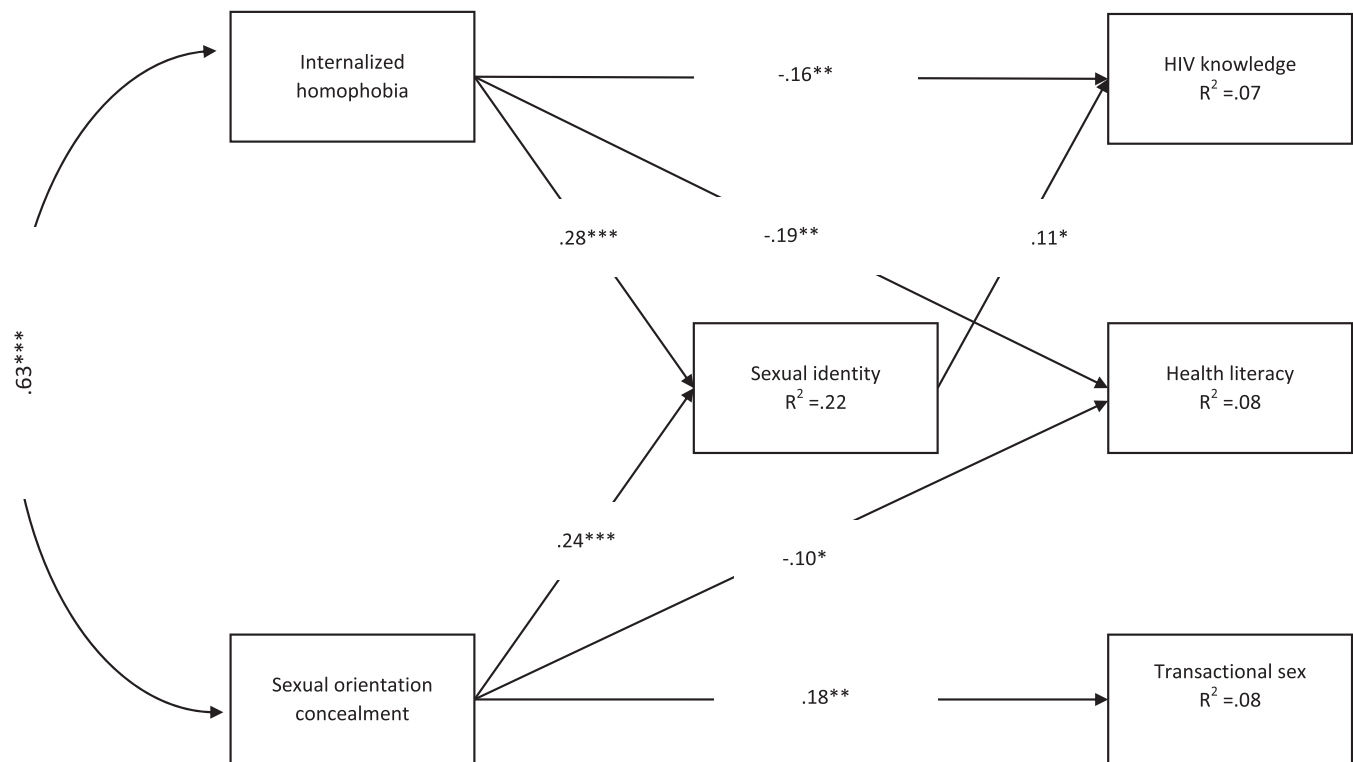 Internalized
homophobia
-.16**
HIV knowledge
R² =.07
.28***
-.19**
.11*
.63***
Sexual identity
R² =.22
Health literacy
R² =.08
.24***
-.10*
Sexual orientation
concealment
.18**
Transactional sex
R² =.08